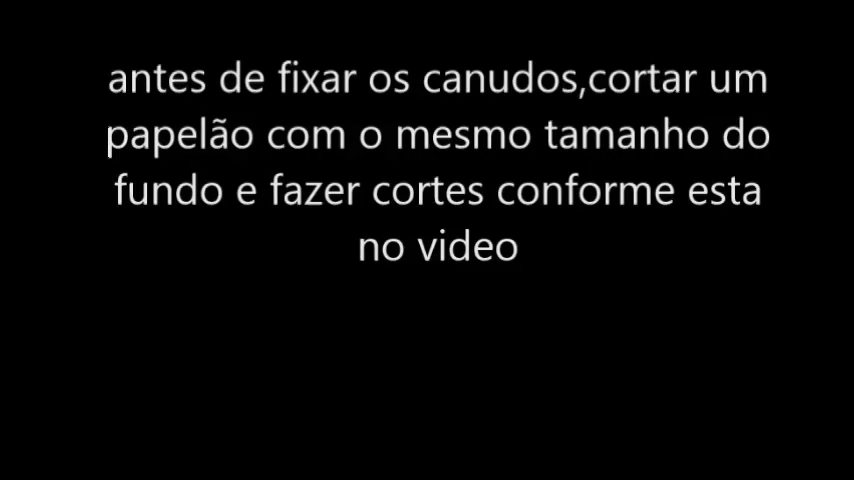 antes de fixar os canudos,cortar um
papelão com o mesmo tamanho do
fundo e fazer cortes conforme esta
no video